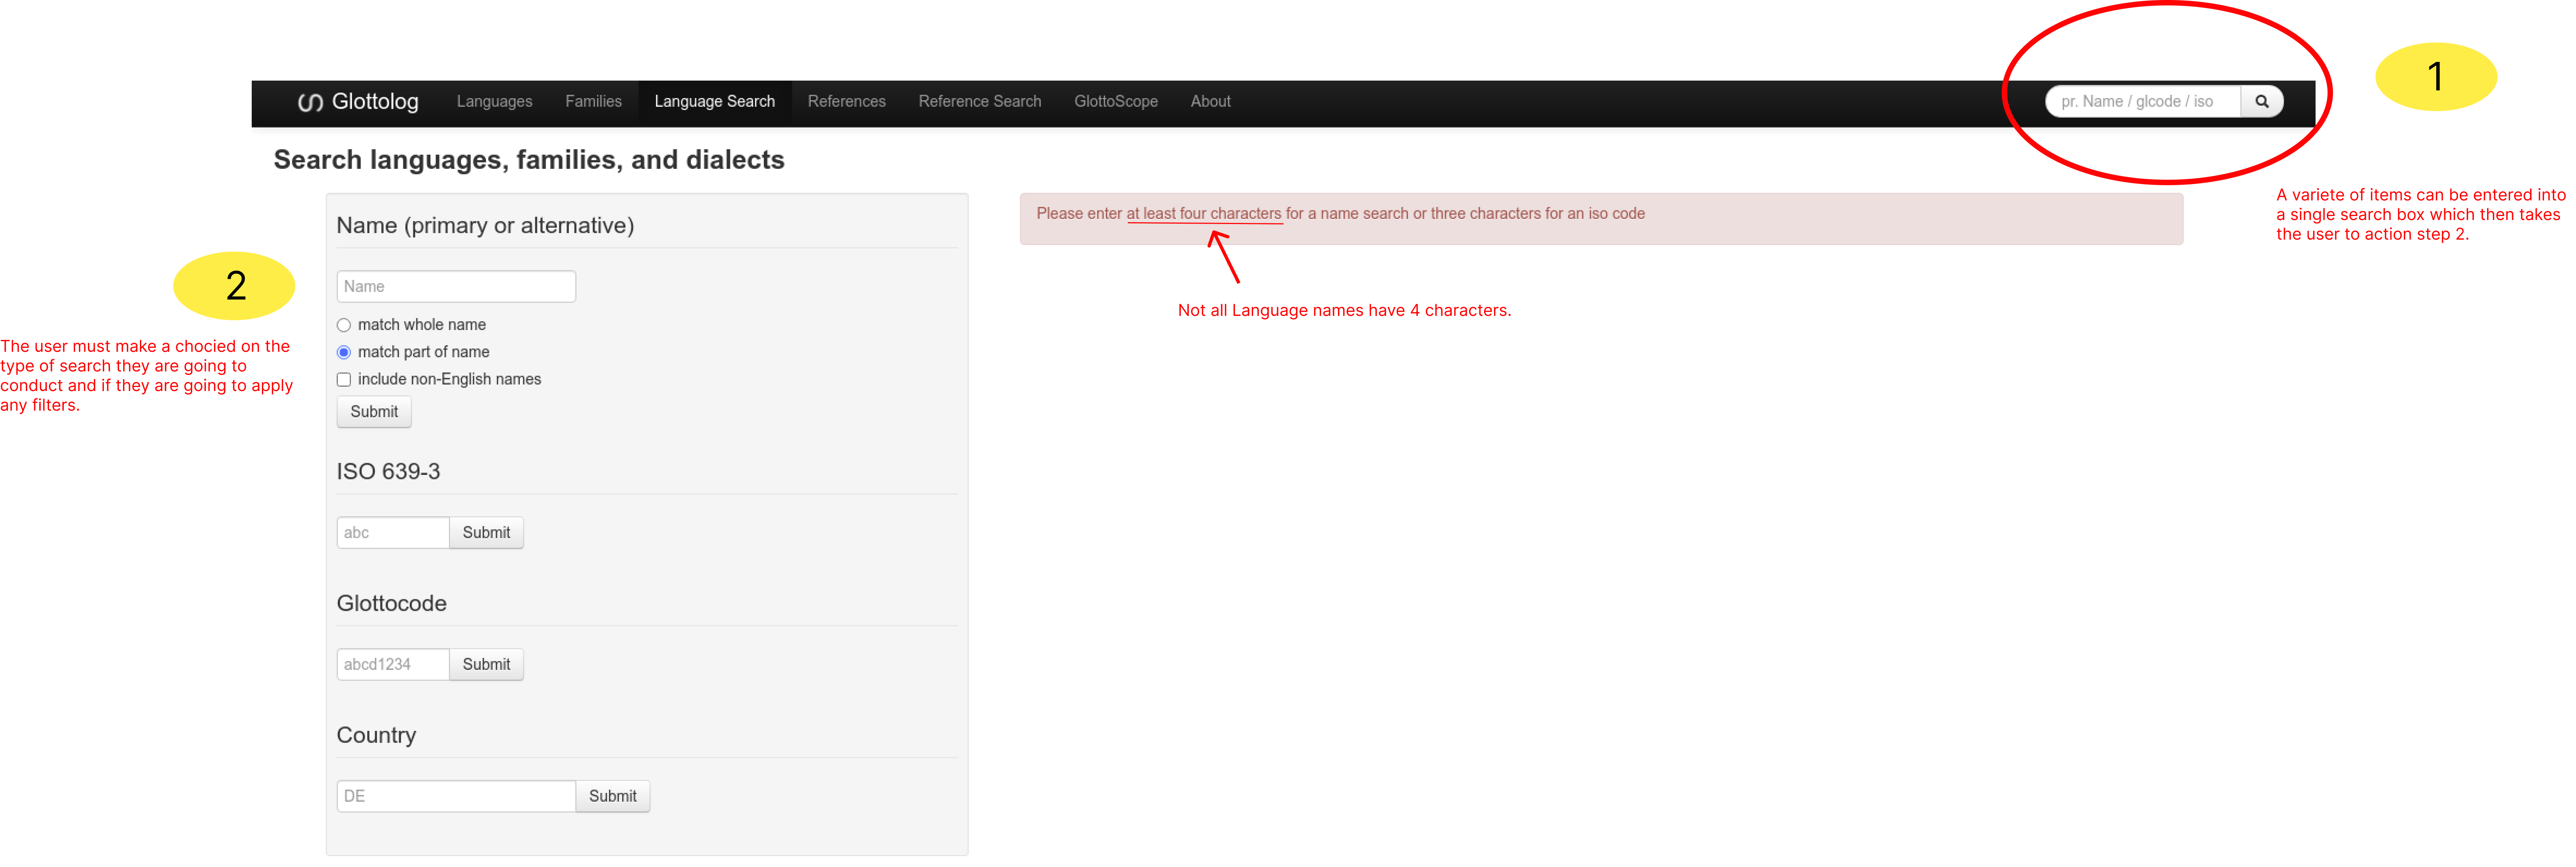 1
Glottolog Languages Families Language Search References Reference Search GlottoScope About pr. Name / glcode / iso
Search languages, families, and dialects
A variete of items can be entered into
a single search box which then takes
the user to action step 2.
Please enter at least four characters for a name search or three characters for an iso code
Not all Language names have 4 characters.
2
The user must make a chocied on the
type of search they are going to
conduct and if they are going to apply
any filters.
Name (primary or alternative)
Name
match whole name
match part of name
include non-English names
Submit
ISO 639-3
abc Submit
Glottocode
abcd1234 Submit
Country
DE Submit